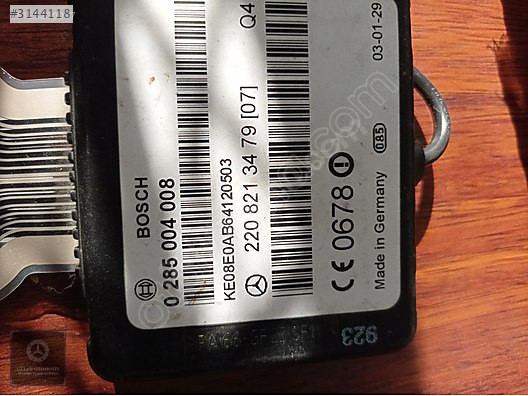 #3144118
BOSCH
0 285 004 008
KE08E0AB64120503
220 821 34 79 [07]
Q4
CE 0678
Made in Germany
085
03-01-29
923